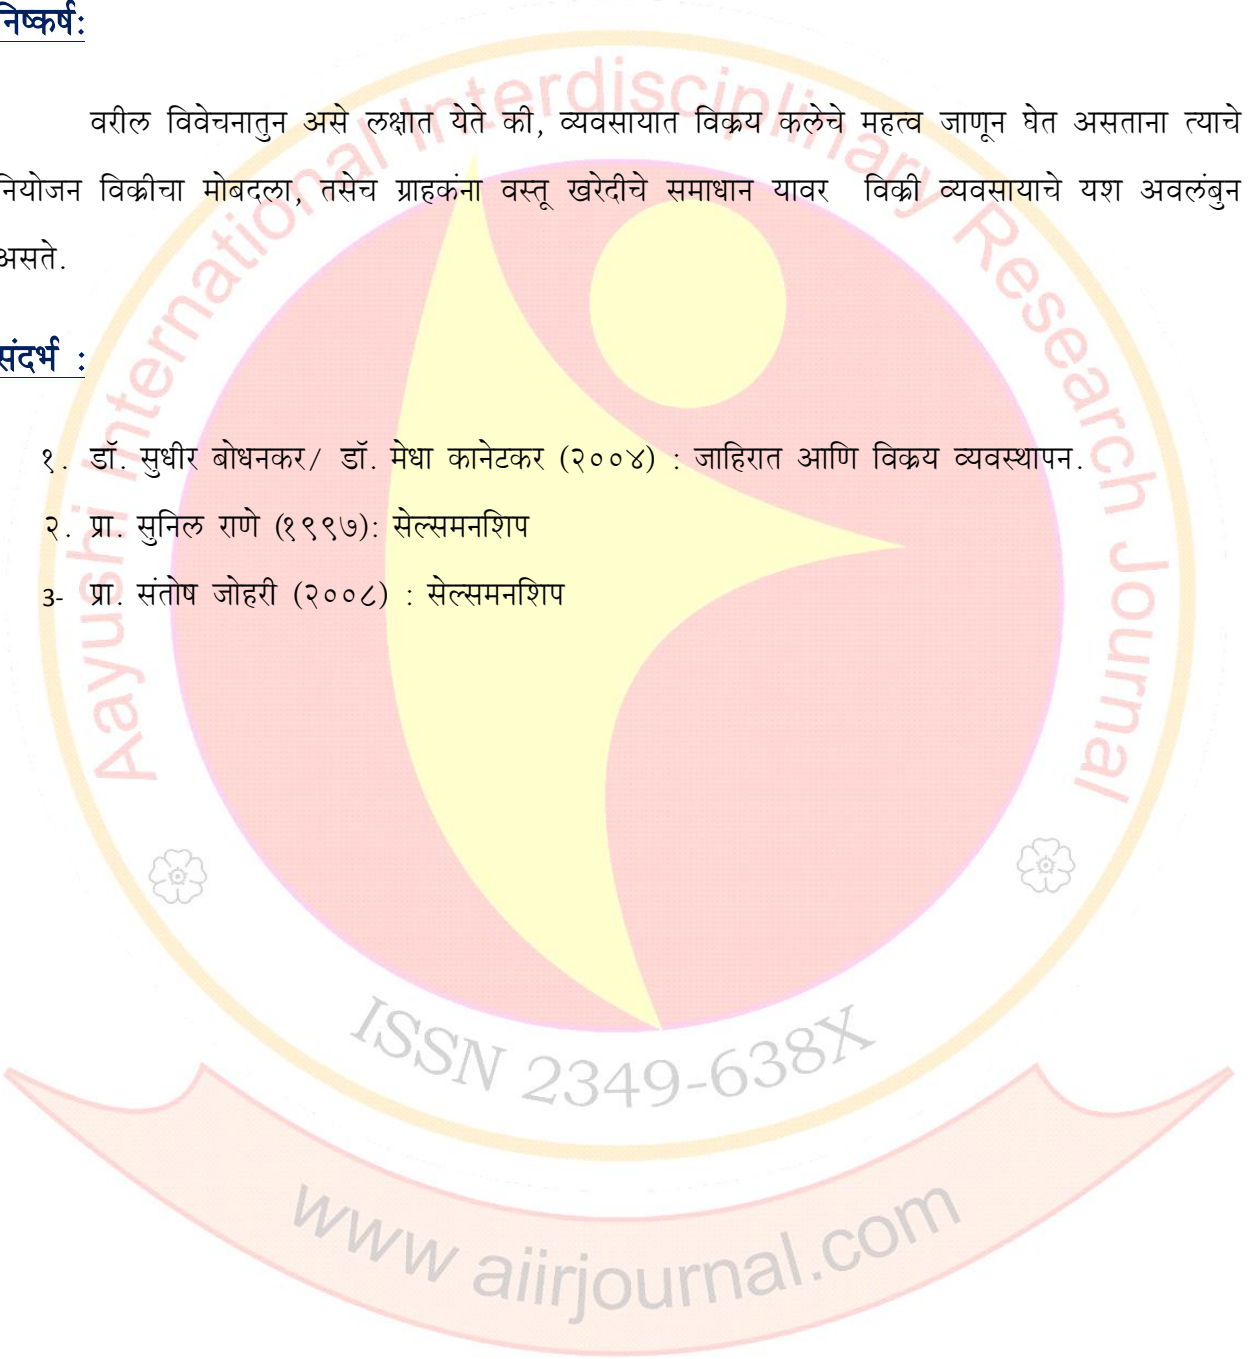 निष्कर्ष:
वरील विवेचनातुन असे लक्षात येते की, व्यवसायात विक्रय कलेचे महत्व जाणून घेत असताना त्याचे
नियोजन विक्रीचा मोबदला, तसेच ग्राहकंना वस्तू खरेदीचे समाधान यावर विक्री व्यवसायाचे यश अवलंबुन
असते.
संदर्भ :
१. डॉ. सुधीर बोधनकर/ डॉ. मेधा कानेटकर (२००४) : जाहिरात आणि विक्रय व्यवस्थापन.
२. प्रा. सुनिल राणे (१९९७): सेल्समनशिप
3- प्रा. संतोष जोहरी (२००८) : सेल्समनशिप
Aayushi International Interdisciplinary Research Journal
ISSN 2349-638X
www aiirjournal.com